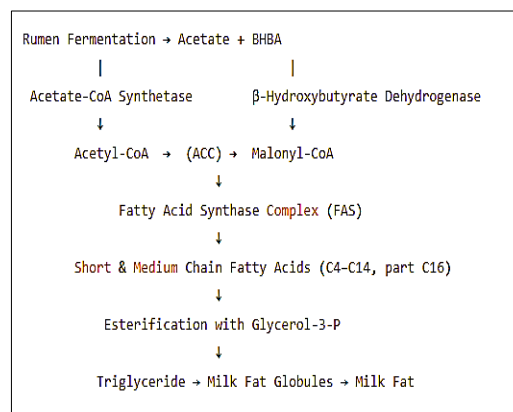 Rumen Fermentation → Acetate + BHBA
Acetate-CoA Synthetase β-Hydroxybutyrate Dehydrogenase
Acetyl-CoA → (ACC) → Malonyl-CoA
Fatty Acid Synthase Complex (FAS)
Short & Medium Chain Fatty Acids (C4–C14, part C16)
Esterification with Glycerol-3-P
Triglyceride → Milk Fat Globules → Milk Fat